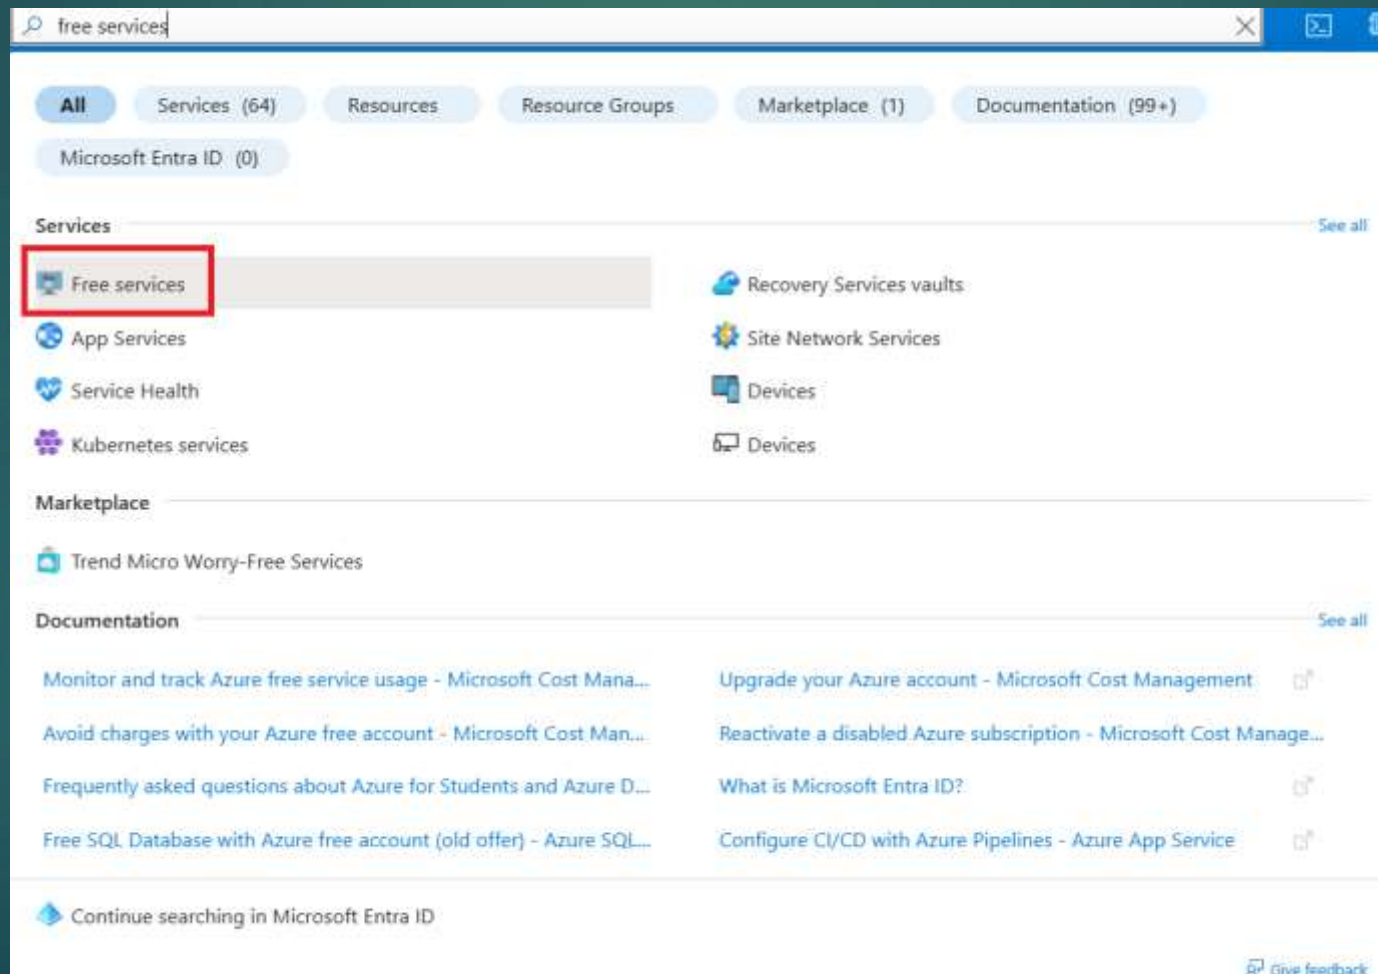 free services
All Services (64) Resources Resource Groups Marketplace (1) Documentation (99+)
Microsoft Entra ID (0)
Services See all
Free services Recovery Services vaults
App Services Site Network Services
Service Health Devices
Kubernetes services Devices
Marketplace
Trend Micro Worry-Free Services
Documentation See all
Monitor and track Azure free service usage - Microsoft Cost Mana... Upgrade your Azure account - Microsoft Cost Management
Avoid charges with your Azure free account - Microsoft Cost Man... Reactivate a disabled Azure subscription - Microsoft Cost Manage...
Frequently asked questions about Azure for Students and Azure D... What is Microsoft Entra ID?
Free SQL Database with Azure free account (old offer) - Azure SQL... Configure CI/CD with Azure Pipelines - Azure App Service
Continue searching in Microsoft Entra ID
Give feedback